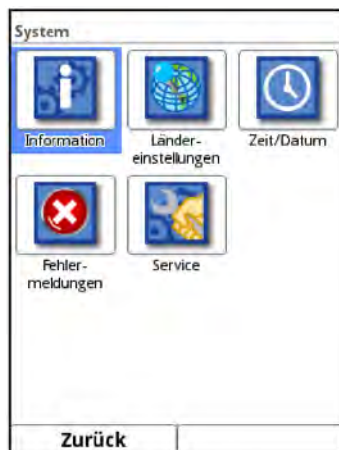 System
Information
Länder-
einstellungen
Zeit/Datum
Fehler-
meldungen
Service
Zurück